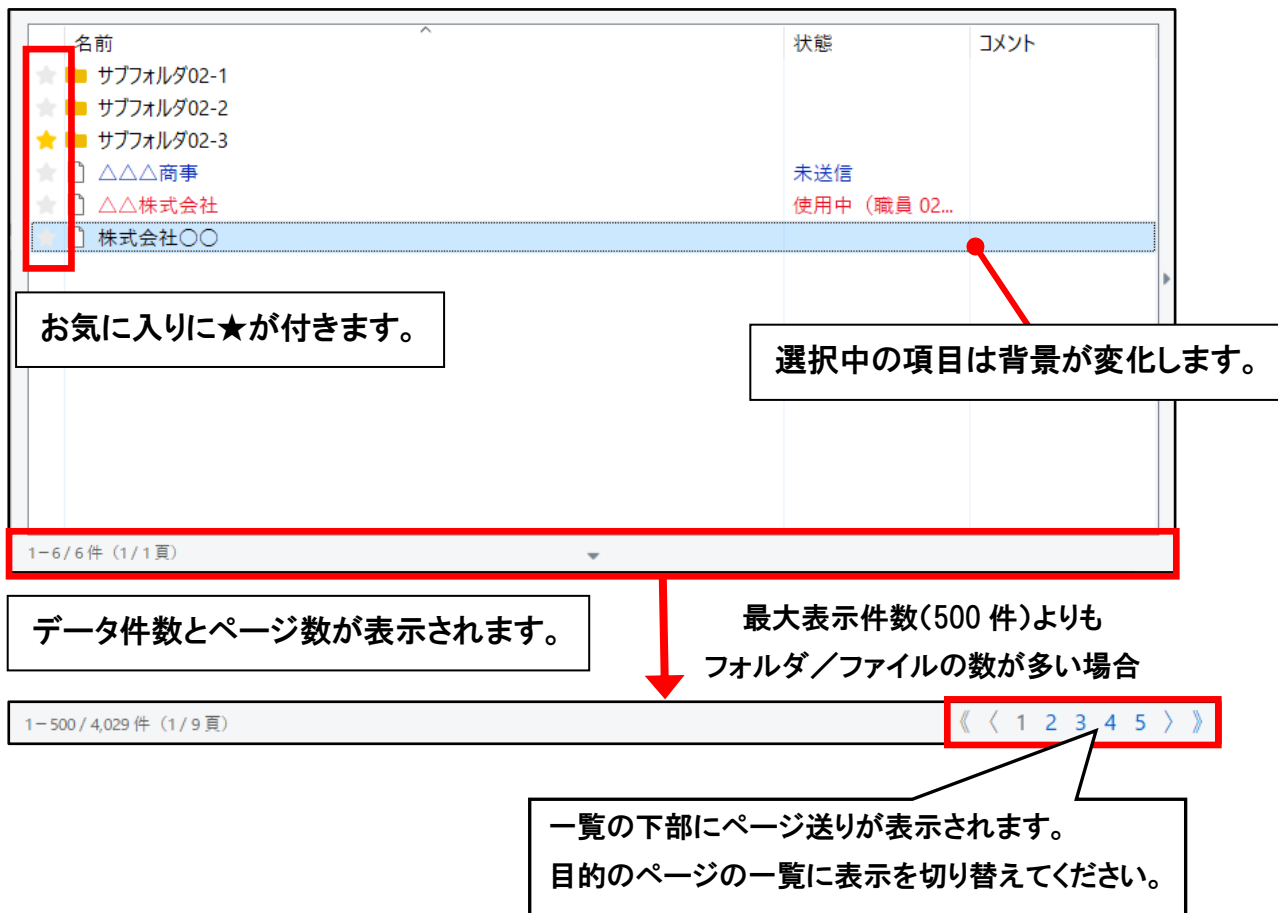 名前 状態 コメント
サブフォルダ02-1
サブフォルダ02-2
サブフォルダ02-3
△△△商事 未送信
△△株式会社 使用中（職員 02...
株式会社〇〇
お気に入りに★が付きます。
選択中の項目は背景が変化します。
1－6 / 6 件（1 / 1 頁）
データ件数とページ数が表示されます。
最大表示件数(500 件)よりも
フォルダ／ファイルの数が多い場合
1－500 / 4,029 件（1 / 9 頁）
《 〈 1 2 3 4 5 〉 》
一覧の下部にページ送りが表示されます。
目的のページの一覧に表示を切り替えてください。